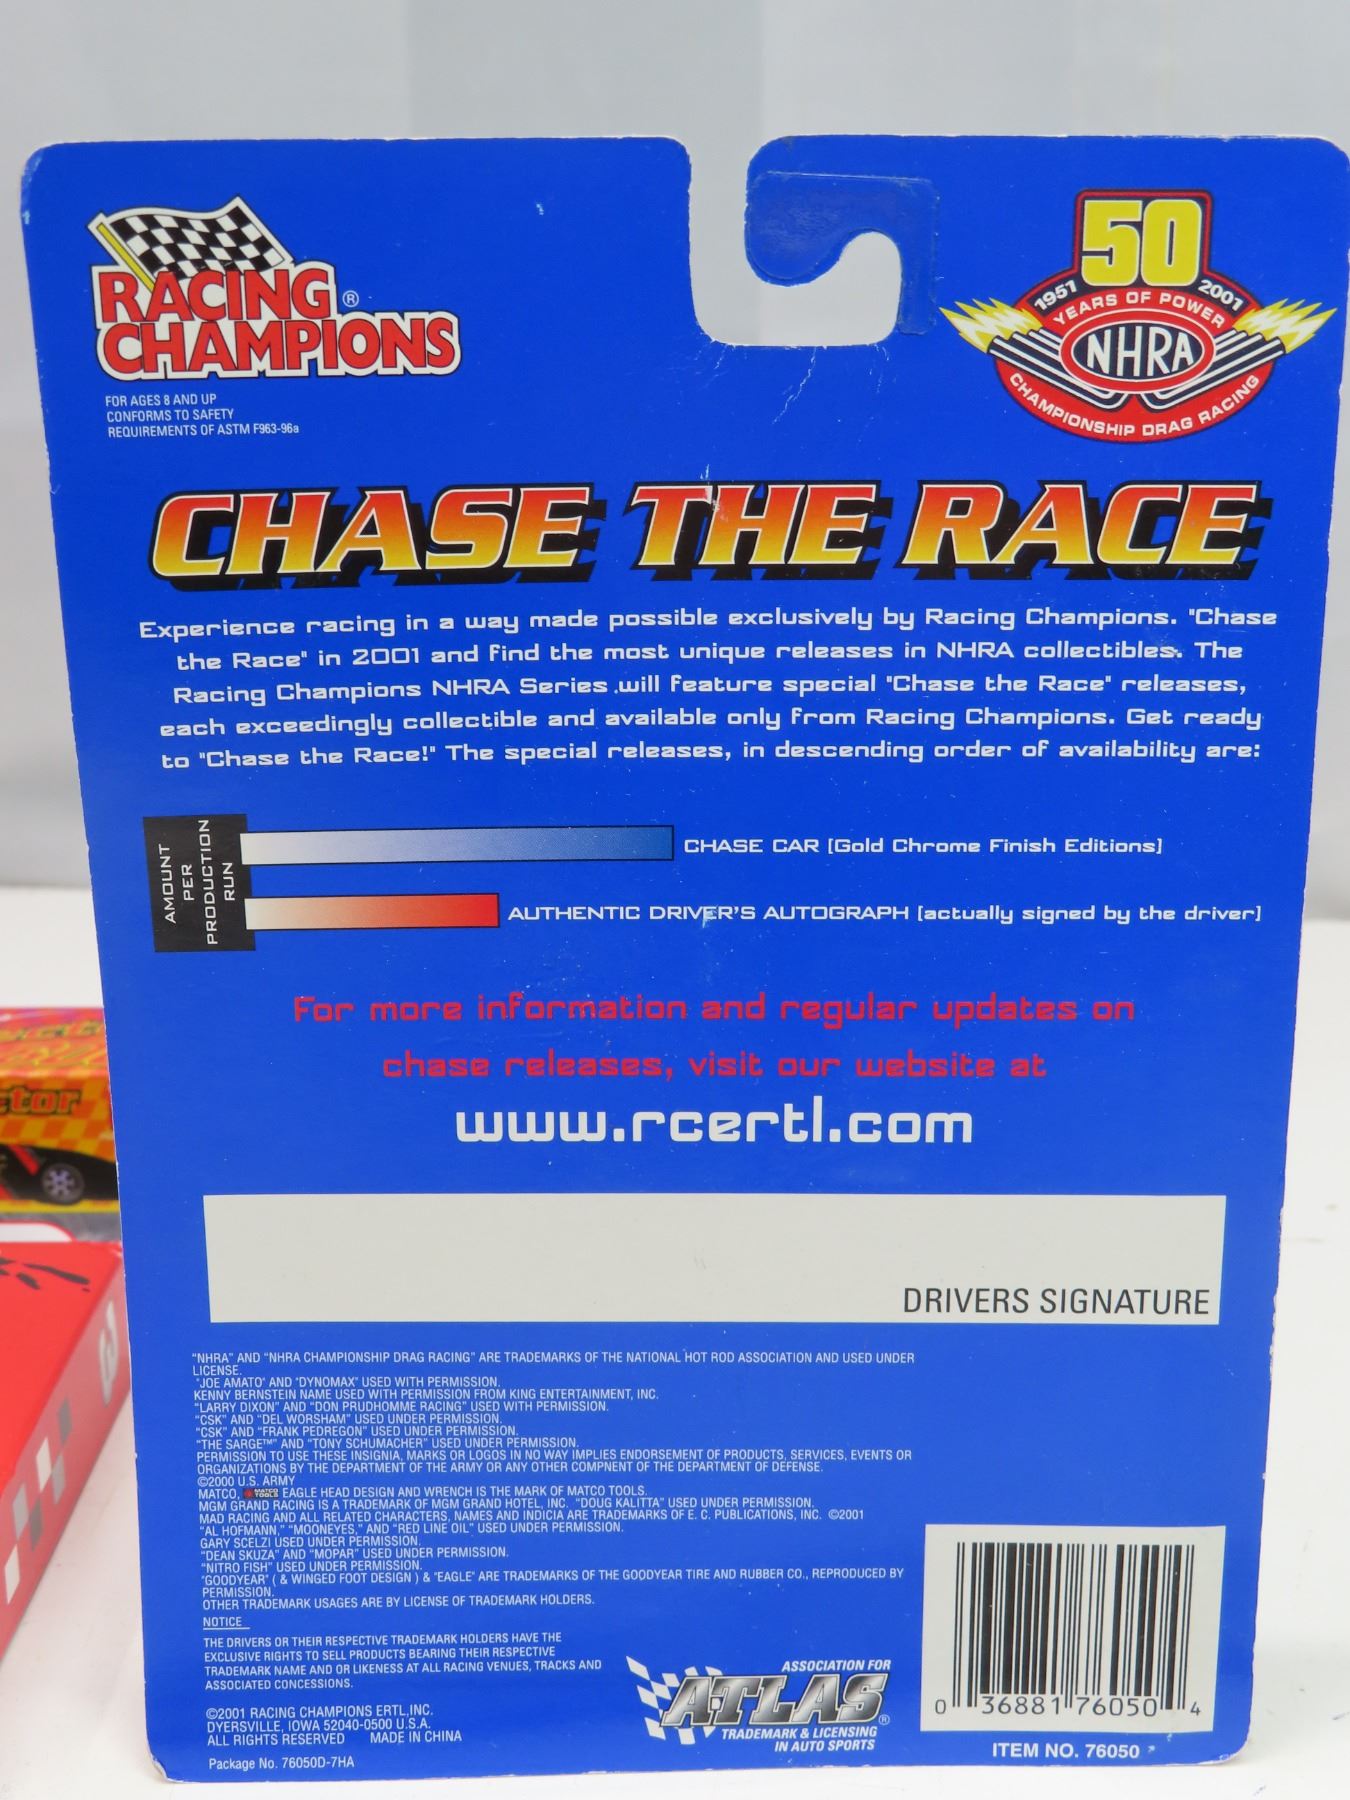 RACING
CHAMPIONS®
FOR AGES 8 AND UP
CONFORMS TO SAFETY
REQUIREMENTS OF ASTM F963-96a
50
1951 2001
YEARS OF POWER
NHRA
CHAMPIONSHIP DRAG RACING
CHASE THE RACE
Experience racing in a way made possible exclusively by Racing Champions. "Chase
the Race" in 2001 and find the most unique releases in NHRA collectibles. The
Racing Champions NHRA Series will feature special "Chase the Race" releases,
each exceedingly collectible and available only from Racing Champions. Get ready
to "Chase the Race!" The special releases, in descending order of availability are:
AMOUNT
PER
PRODUCTION
RUN
CHASE CAR [Gold Chrome Finish Editions]
AUTHENTIC DRIVER'S AUTOGRAPH [actually signed by the driver]
For more information and regular updates on
chase releases, visit our website at
www.rcertl.com
DRIVERS SIGNATURE
"NHRA" AND "NHRA CHAMPIONSHIP DRAG RACING" ARE TRADEMARKS OF THE NATIONAL HOT ROD ASSOCIATION AND USED UNDER
LICENSE.
"JOE AMATO" AND "DYNOMAX" USED WITH PERMISSION.
KENNY BERNSTEIN NAME USED WITH PERMISSION FROM KING ENTERTAINMENT, INC.
"LARRY DIXON" AND "DON PRUDHOMME RACING" USED WITH PERMISSION.
"CSK" AND "DEL WORSHAM" USED UNDER PERMISSION.
"CSK" AND "FRANK PEDREGON" USED UNDER PERMISSION.
"THE SARGE™" AND "TONY SCHUMACHER" USED UNDER PERMISSION.
PERMISSION TO USE THESE INSIGNIA, MARKS OR LOGOS IN NO WAY IMPLIES ENDORSEMENT OF PRODUCTS, SERVICES, EVENTS OR
ORGANIZATIONS BY THE DEPARTMENT OF THE ARMY OR ANY OTHER COMPNENT OF THE DEPARTMENT OF DEFENSE.
©2000 U.S. ARMY
MATCO, MATCO TOOLS EAGLE HEAD DESIGN AND WRENCH IS THE MARK OF MATCO TOOLS.
MGM GRAND RACING IS A TRADEMARK OF MGM GRAND HOTEL, INC. "DOUG KALITTA" USED UNDER PERMISSION.
MAD RACING AND ALL RELATED CHARACTERS, NAMES AND INDICIA ARE TRADEMARKS OF E. C. PUBLICATIONS, INC. ©2001
"AL HOFMANN," "MOONEYES," AND "RED LINE OIL" USED UNDER PERMISSION.
GARY SCELZI USED UNDER PERMISSION.
"DEAN SKUZA" AND "MOPAR" USED UNDER PERMISSION.
"NITRO FISH" USED UNDER PERMISSION.
"GOODYEAR" ( & WINGED FOOT DESIGN ) & "EAGLE" ARE TRADEMARKS OF THE GOODYEAR TIRE AND RUBBER CO., REPRODUCED BY
PERMISSION.
OTHER TRADEMARK USAGES ARE BY LICENSE OF TRADEMARK HOLDERS.
NOTICE
THE DRIVERS OR THEIR RESPECTIVE TRADEMARK HOLDERS HAVE THE
EXCLUSIVE RIGHTS TO SELL PRODUCTS BEARING THEIR RESPECTIVE
TRADEMARK NAME AND OR LIKENESS AT ALL RACING VENUES, TRACKS AND
ASSOCIATED CONCESSIONS.
©2001 RACING CHAMPIONS ERTL,INC.
DYERSVILLE, IOWA 52040-0500 U.S.A.
ALL RIGHTS RESERVED MADE IN CHINA
Package No. 76050D-7HA
ASSOCIATION FOR
ATLAS®
TRADEMARK & LICENSING
IN AUTO SPORTS
0 36881 76050 4
ITEM NO. 76050